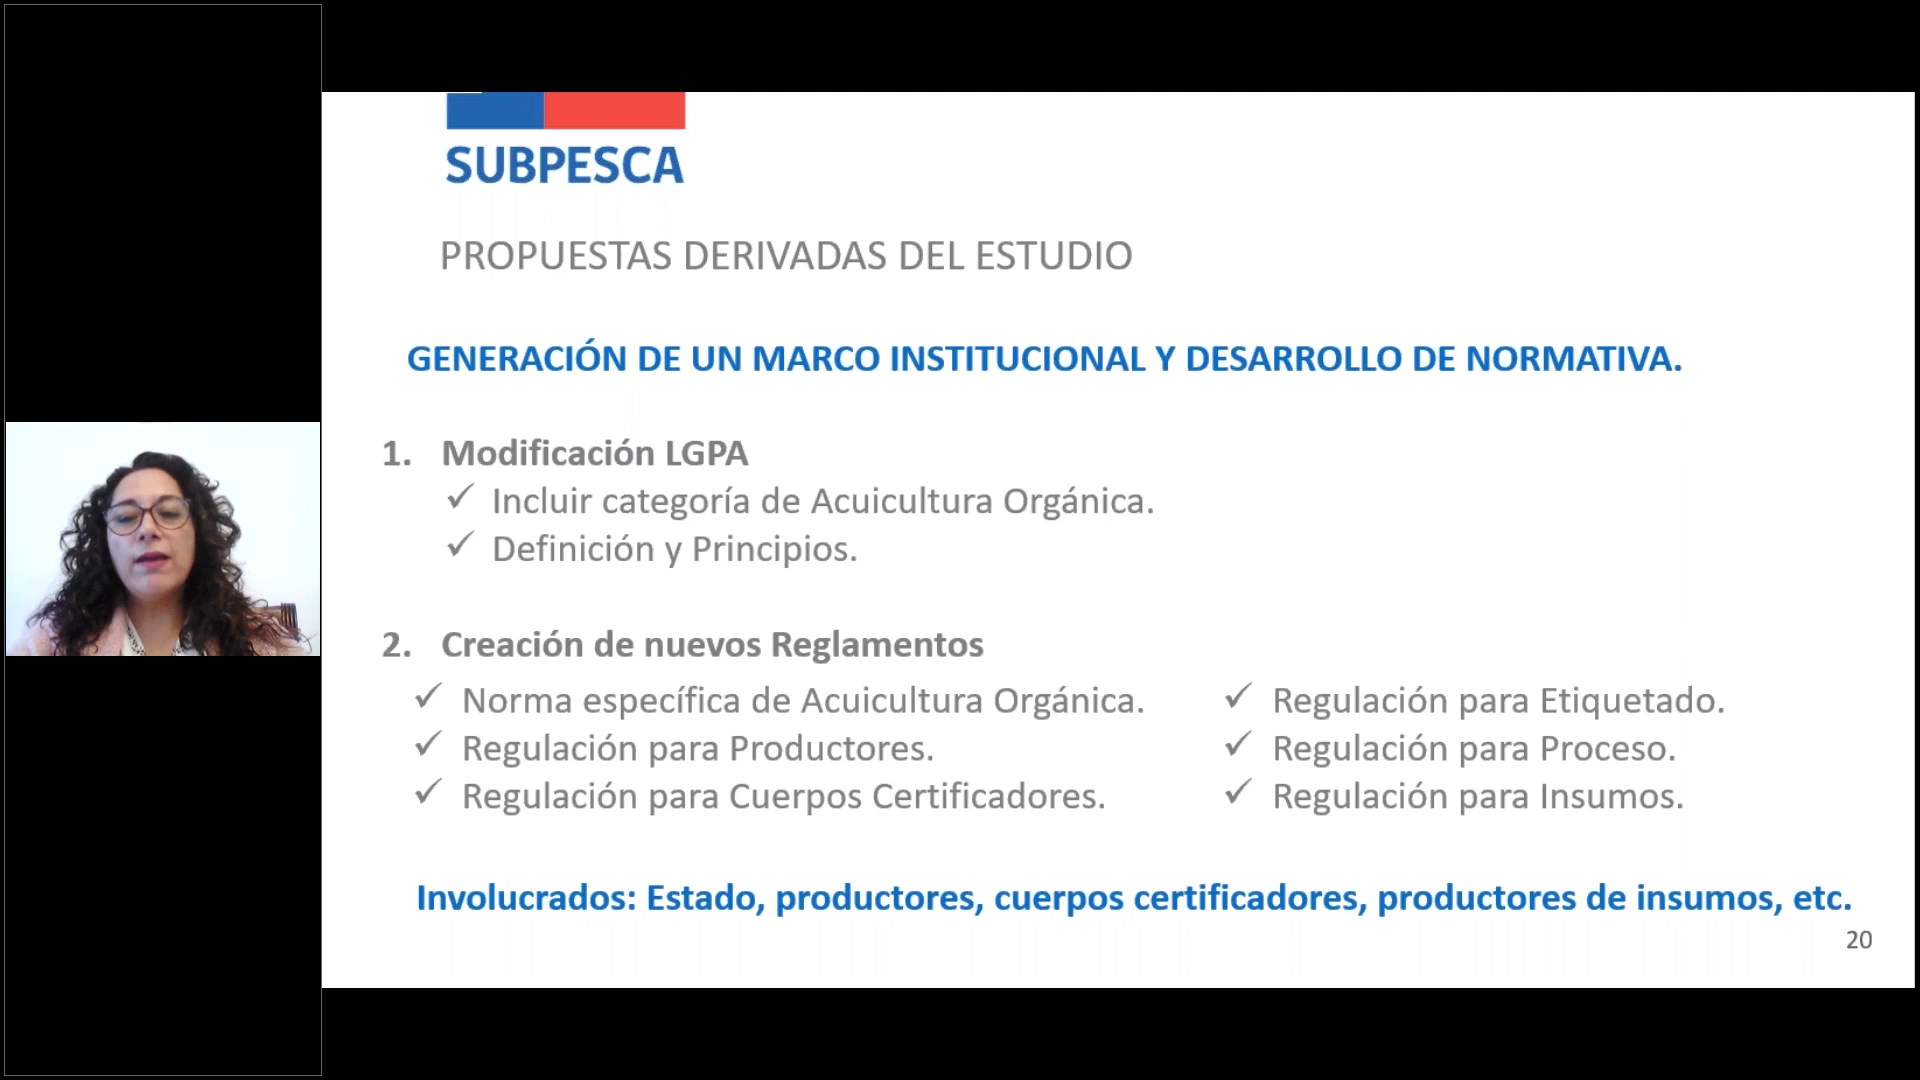 SUBPESCA
PROPUESTAS DERIVADAS DEL ESTUDIO
GENERACIÓN DE UN MARCO INSTITUCIONAL Y DESARROLLO DE NORMATIVA.
1. Modificación LGPA
✓ Incluir categoría de Acuicultura Orgánica.
✓ Definición y Principios.
2. Creación de nuevos Reglamentos
✓ Norma específica de Acuicultura Orgánica.
✓ Regulación para Productores.
✓ Regulación para Cuerpos Certificadores.
✓ Regulación para Etiquetado.
✓ Regulación para Proceso.
✓ Regulación para Insumos.
Involucrados: Estado, productores, cuerpos certificadores, productores de insumos, etc.
20